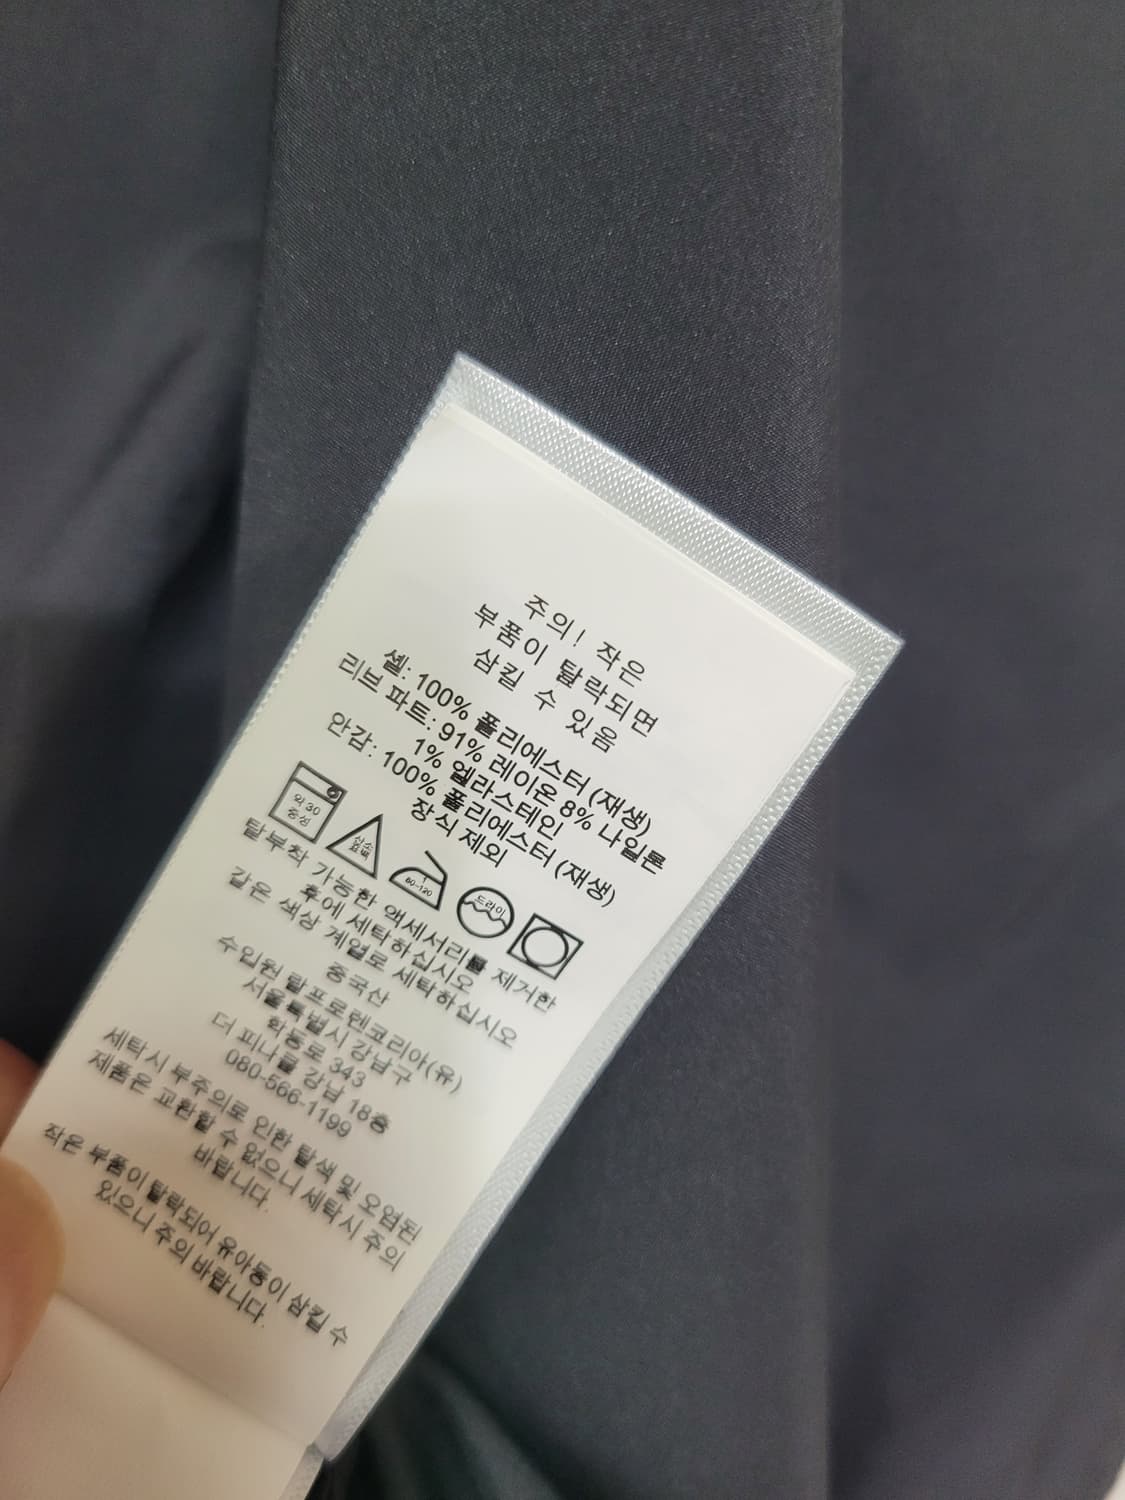 주의! 작은
부품이 탈락되면
삼킬 수 있음
셸: 100% 폴리에스터 (재생)
리브 파트: 91% 레이온 8% 나일론
1% 엘라스테인
안감: 100% 폴리에스터 (재생)
장식 제외
약 30
중성
산소
표백
60-120
드라이
탈부착 가능한 액세서리를 제거한
후에 세탁하십시오
같은 색상 계열로 세탁하십시오
중국산
수입원 랄프로렌코리아(유)
서울특별시 강남구
학동로 343
더 피나클 강남 18층
080-566-1199
세탁시 부주의로 인한 탈색 및 오염된
제품은 교환할 수 없으니 세탁시 주의
바랍니다.
작은 부품이 탈락되어 유아동이 삼킬 수
있으니 주의 바랍니다.